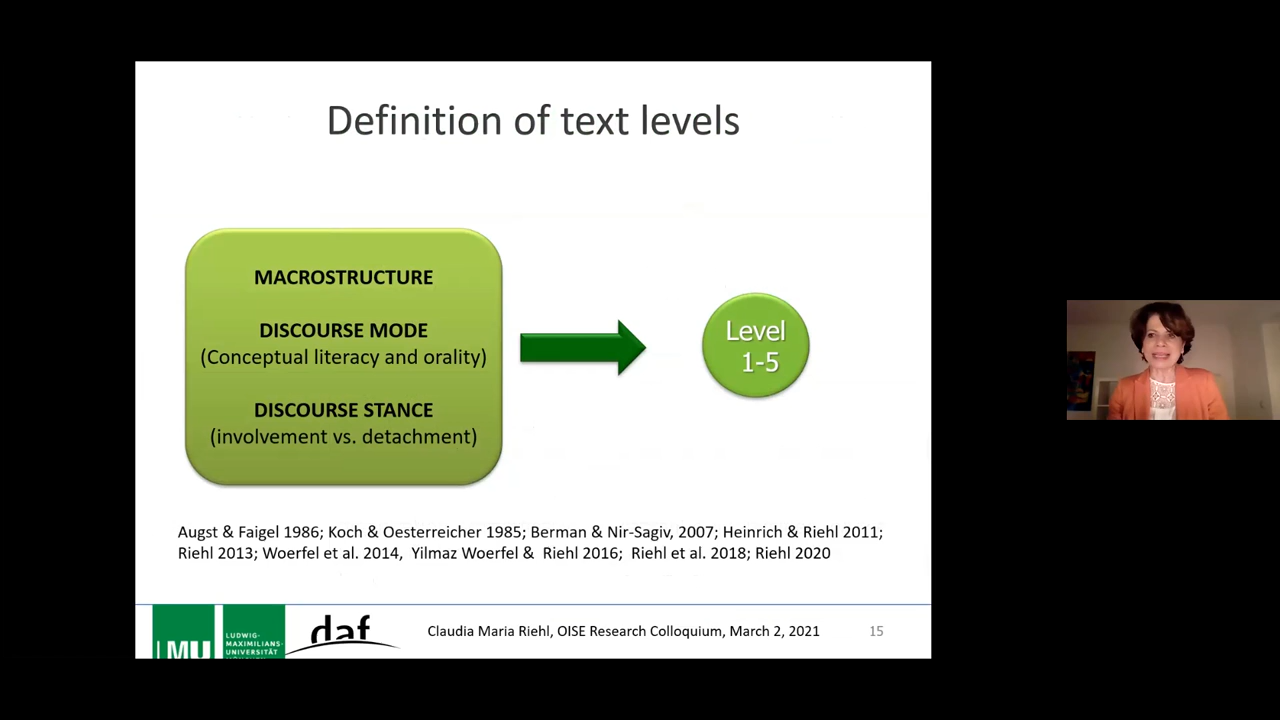 Definition of text levels
MACROSTRUCTURE
DISCOURSE MODE
(Conceptual literacy and orality)
DISCOURSE STANCE
(involvement vs. detachment)
Level
1-5
Augst & Faigel 1986; Koch & Oesterreicher 1985; Berman & Nir-Sagiv, 2007; Heinrich & Riehl 2011;
Riehl 2013; Woerfel et al. 2014, Yilmaz Woerfel & Riehl 2016; Riehl et al. 2018; Riehl 2020
LMU
LUDWIG-
MAXIMILIANS-
UNIVERSITÄT
MÜNCHEN
daf
Claudia Maria Riehl, OISE Research Colloquium, March 2, 2021
15